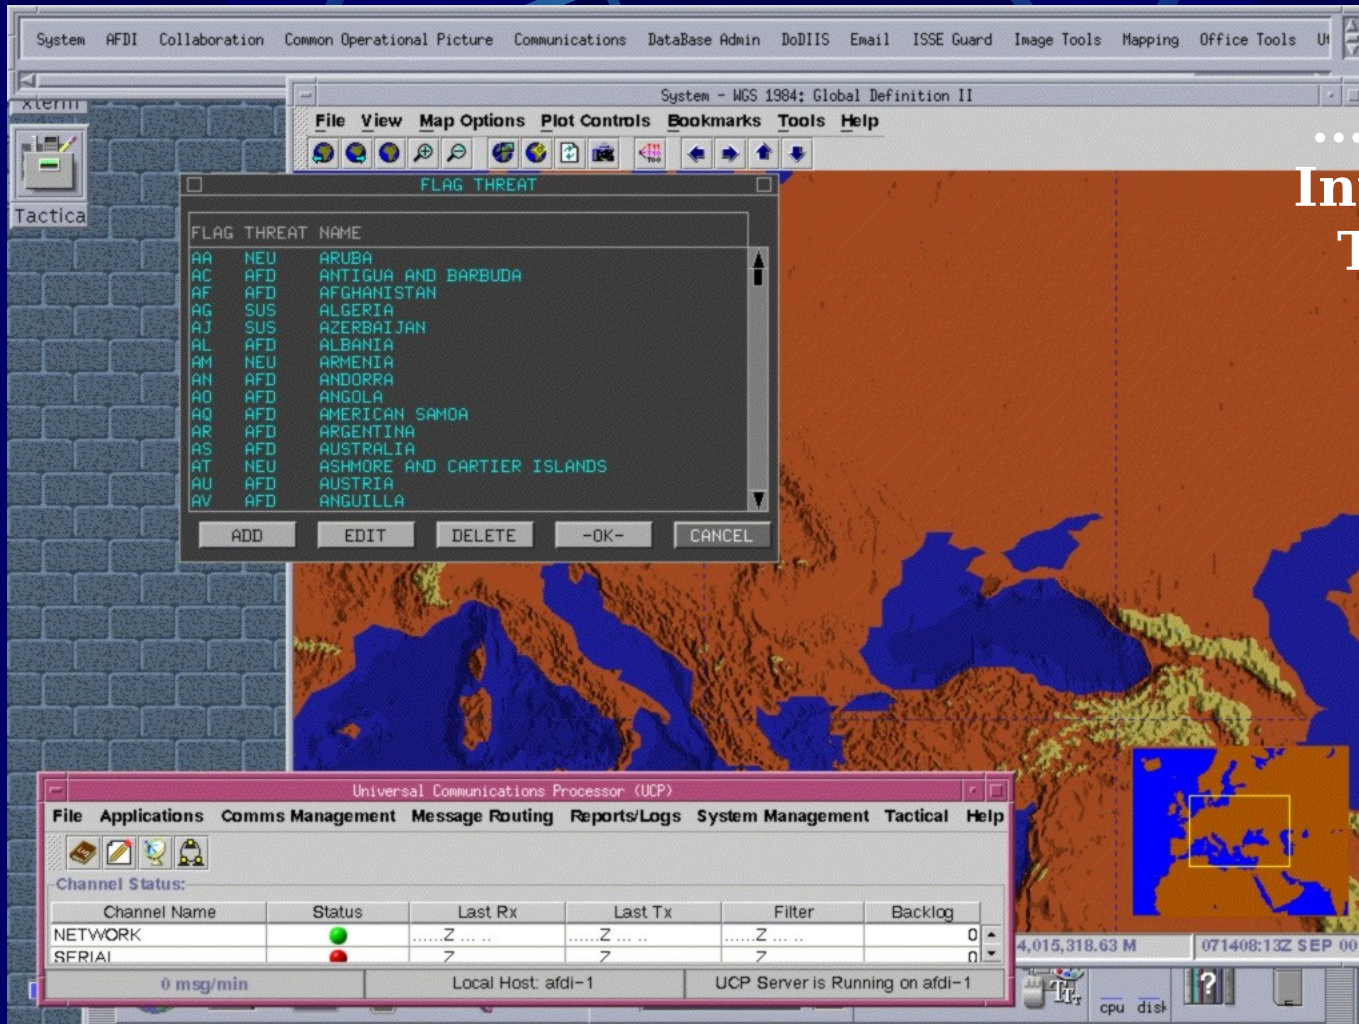 System AFDI Collaboration Common Operational Picture Communications DataBase Admin DoDIIS Email ISSE Guard Image Tools Mapping Office Tools
xterm
Tactica
System - WGS 1984: Global Definition II
File View Map Options Plot Controls Bookmarks Tools Help
FLAG THREAT
FLAG THREAT NAME
AA NEU ARUBA
AC AFD ANTIGUA AND BARBUDA
AF AFD AFGHANISTAN
AG SUS ALGERIA
AJ SUS AZERBAIJAN
AL AFD ALBANIA
AM NEU ARMENIA
AN AFD ANDORRA
AO AFD ANGOLA
AQ AFD AMERICAN SAMOA
AR AFD ARGENTINA
AS AFD AUSTRALIA
AT NEU ASHMORE AND CARTIER ISLANDS
AU AFD AUSTRIA
AV AFD ANGUILLA
ADD EDIT DELETE -OK- CANCEL
Universal Communications Processor (UCP)
File Applications Comms Management Message Routing Reports/Logs System Management Tactical Help
Channel Status:
Channel Name Status Last Rx Last Tx Filter Backlog
NETWORK ......Z ... .. ......Z ... .. ......Z ... .. 0
SERIAL Z Z Z 0
0 msg/min Local Host: afdi-1 UCP Server is Running on afdi-1
4,015,318.63 M 071408:13Z SEP 00
cpu disk